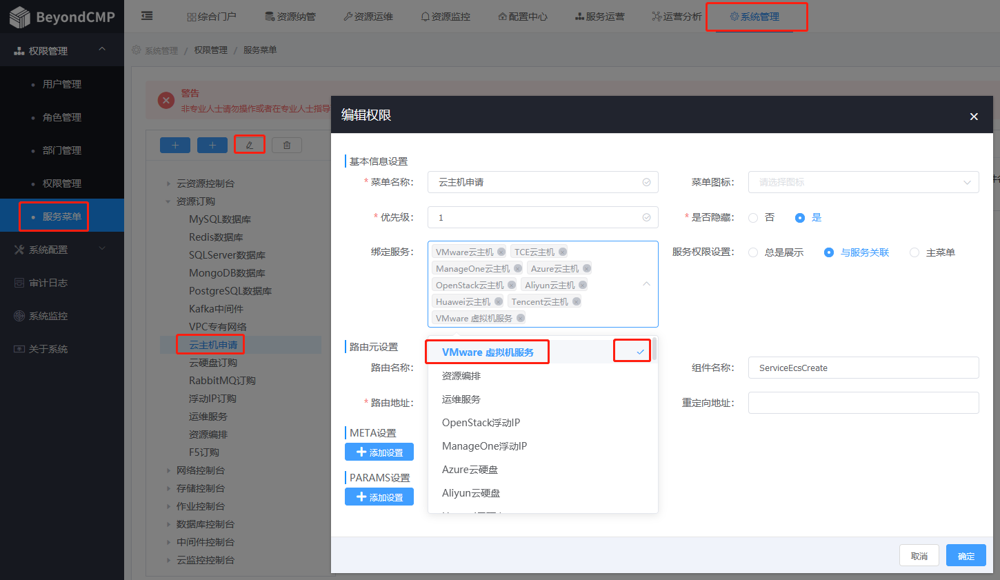 BeyondCMP
综合门户 资源纳管 资源运维 资源监控 配置中心 服务运营 运营分析 系统管理
系统管理 / 权限管理 / 服务菜单
权限管理
用户管理
角色管理
部门管理
权限管理
服务菜单
系统配置
审计日志
系统监控
关于系统
警告
非专业人士请勿操作或者在专业人士指导
云资源控制台
资源订购
MySQL数据库
Redis数据库
SQLServer数据库
MongoDB数据库
PostgreSQL数据库
Kafka中间件
VPC专有网络
云主机申请
云硬盘订购
RabbitMQ订购
浮动IP订购
运维服务
资源编排
F5订购
网络控制台
存储控制台
作业控制台
数据库控制台
中间件控制台
云监控控制台
编辑权限
基本信息设置
* 菜单名称: 云主机申请 菜单图标: 请选择图标
* 优先级: 1 * 是否隐藏: 否 是
绑定服务: 服务权限设置: 总是展示 与服务关联 主菜单
VMware云主机 TCE云主机
ManageOne云主机 Azure云主机
OpenStack云主机 Aliyun云主机
Huawei云主机 Tencent云主机
VMware 虚拟机服务
路由元设置
路由名称: 组件名称: ServiceEcsCreate
* 路由地址: 重定向地址:
VMware 虚拟机服务
资源编排
运维服务
OpenStack浮动IP
ManageOne浮动IP
Azure云硬盘
Aliyun云硬盘
META设置
添加设置
PARAMS设置
添加设置
取消 确定